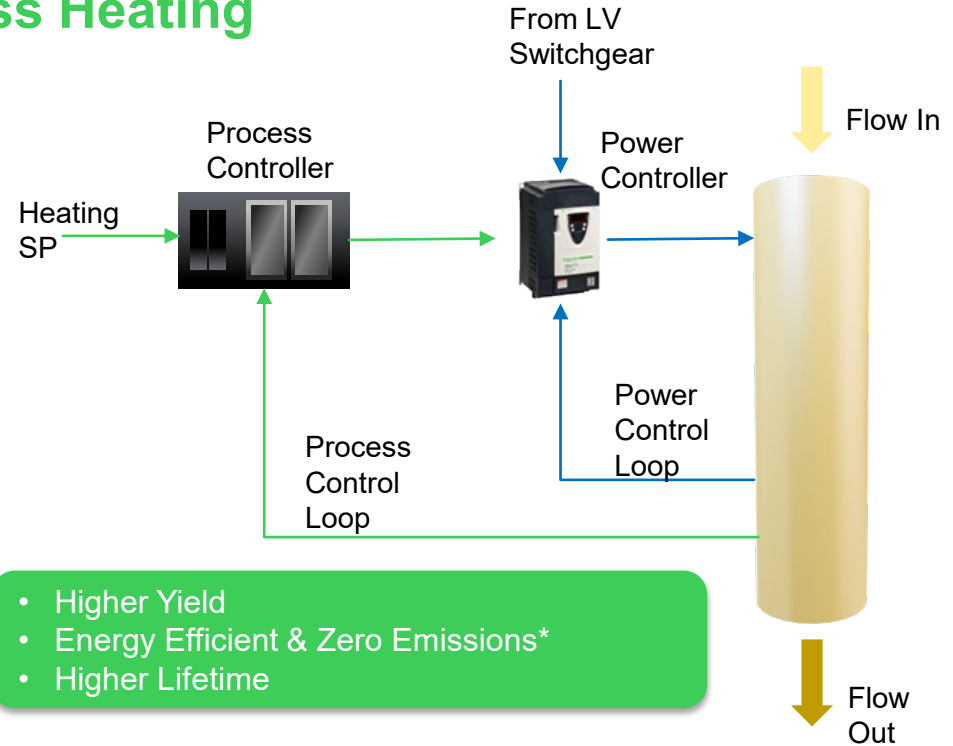 ss Heating
From LV
Switchgear
Flow In
Process
Controller
Power
Controller
Heating
SP
Power
Control
Loop
Process
Control
Loop
• Higher Yield
• Energy Efficient & Zero Emissions*
• Higher Lifetime
Flow
Out